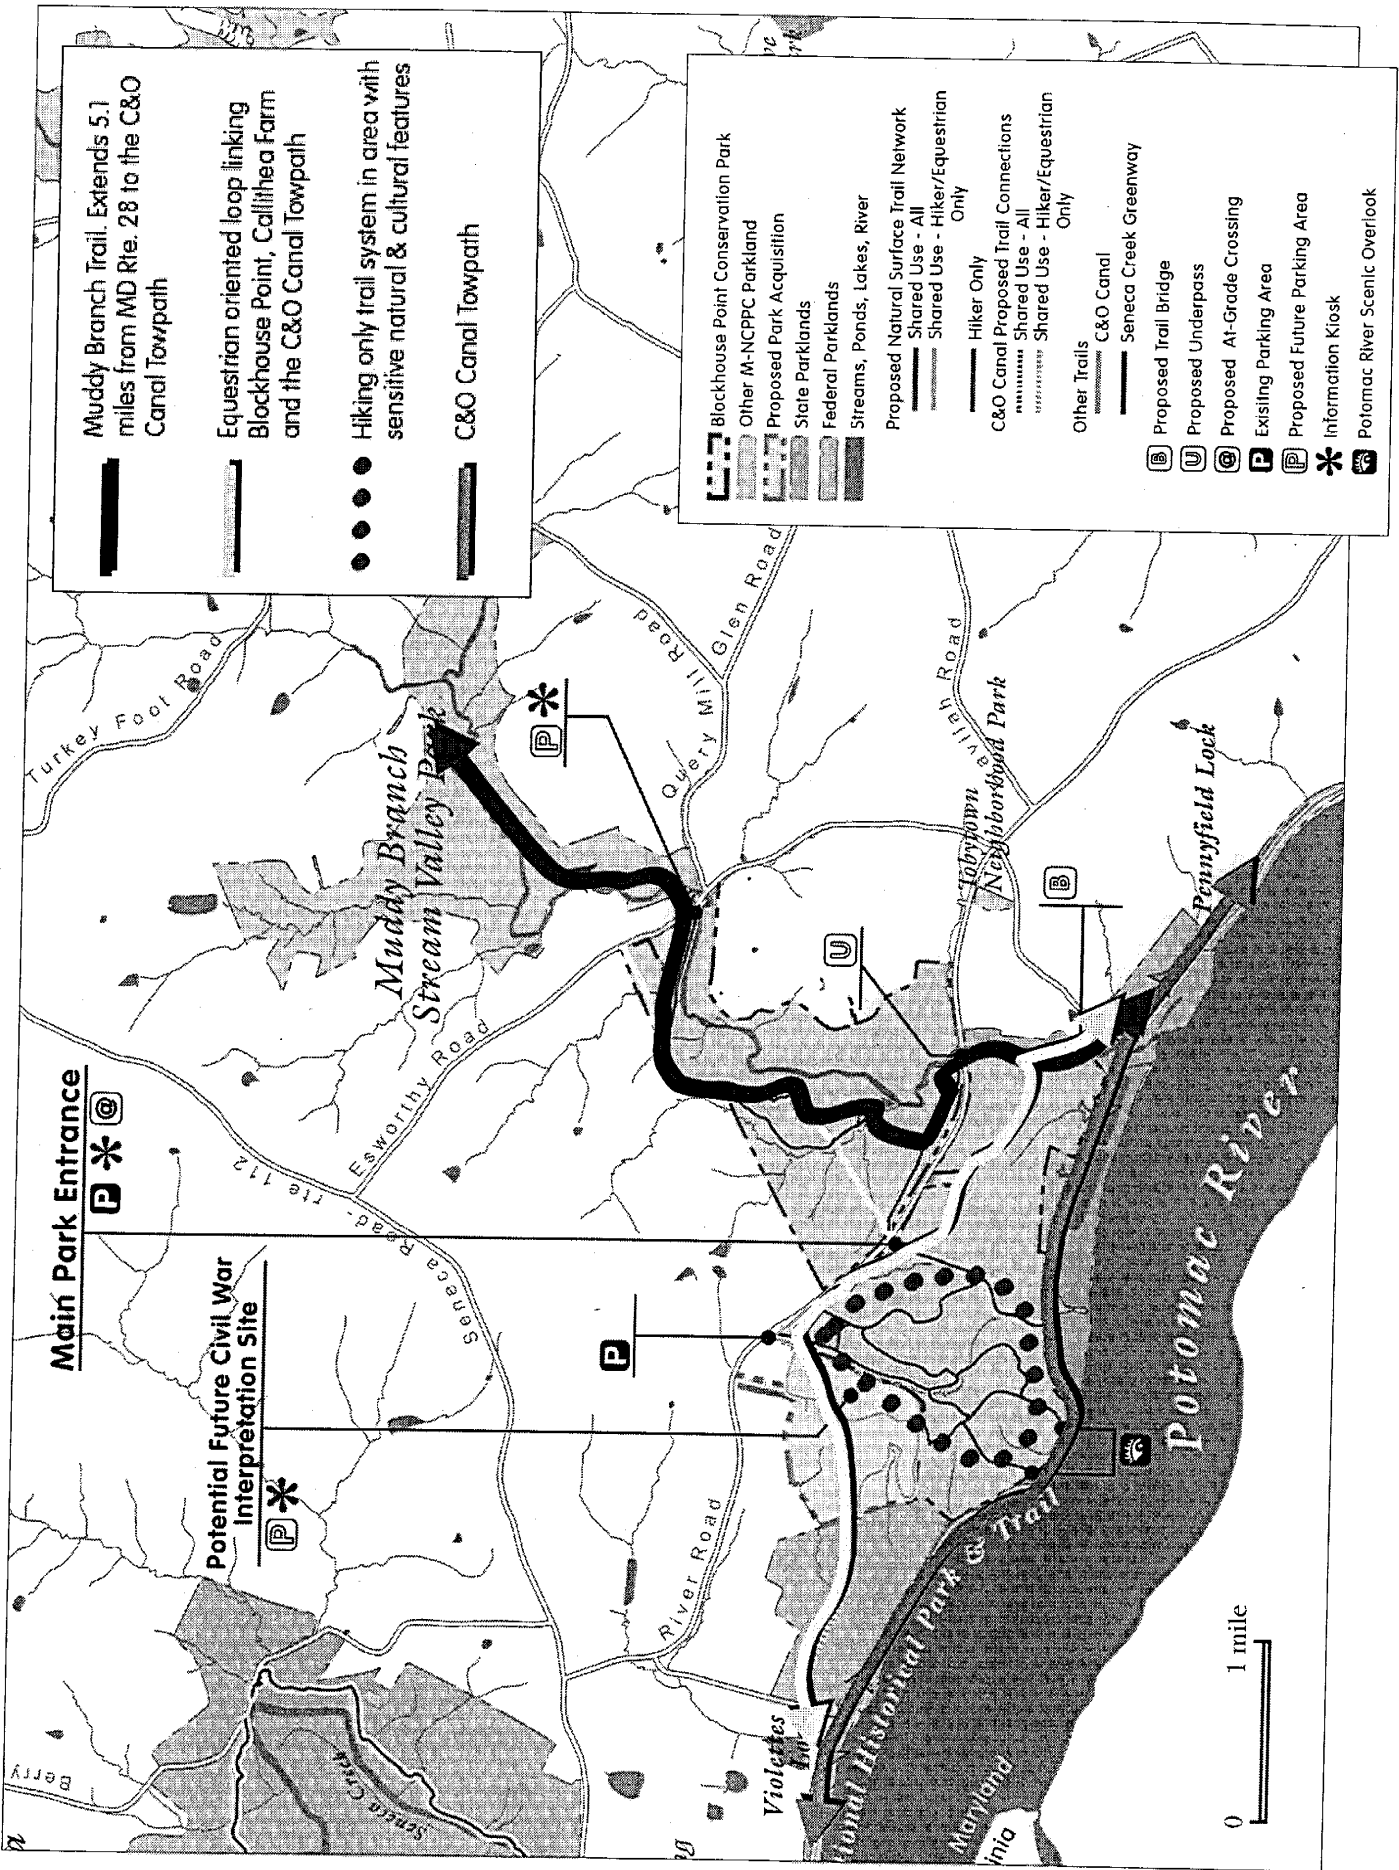 Muddy Branch Trail. Extends 5.1
miles from MD Rte. 28 to the C&O
Canal Towpath
Equestrian oriented loop linking
Blockhouse Point, Callithea Farm
and the C&O Canal Towpath
Hiking only trail system in area with
sensitive natural & cultural features
C&O Canal Towpath
Blockhouse Point Conservation Park
Other M-NCPPC Parkland
Proposed Park Acquisition
State Parklands
Federal Parklands
Streams, Ponds, Lakes, River
Proposed Natural Surface Trail Network
Shared Use - All
Shared Use - Hiker/Equestrian
Only
Hiker Only
C&O Canal Proposed Trail Connections
Shared Use - All
Shared Use - Hiker/Equestrian
Only
Other Trails
C&O Canal
Seneca Creek Greenway
B Proposed Trail Bridge
U Proposed Underpass
@ Proposed At-Grade Crossing
P Exisitng Parking Area
P Proposed Future Parking Area
Information Kiosk
Potomac River Scenic Overlook
Main Park Entrance
P * @
Potential Future Civil War
Interpretation Site
P *
P
P *
U
B
Turkey Foot Road
Muddy Branch
Stream Valley Park
Query Mill Road
Glen Road
Esworthy Road
Seneca Road- rte 112
River Road
Tobytown
Neighborhood Park
Pennyfield Lock
Potomac River
ional Historical Park & Trail
Violettes
Seneca Creek
Berry
Maryland
inia
0 1 mile